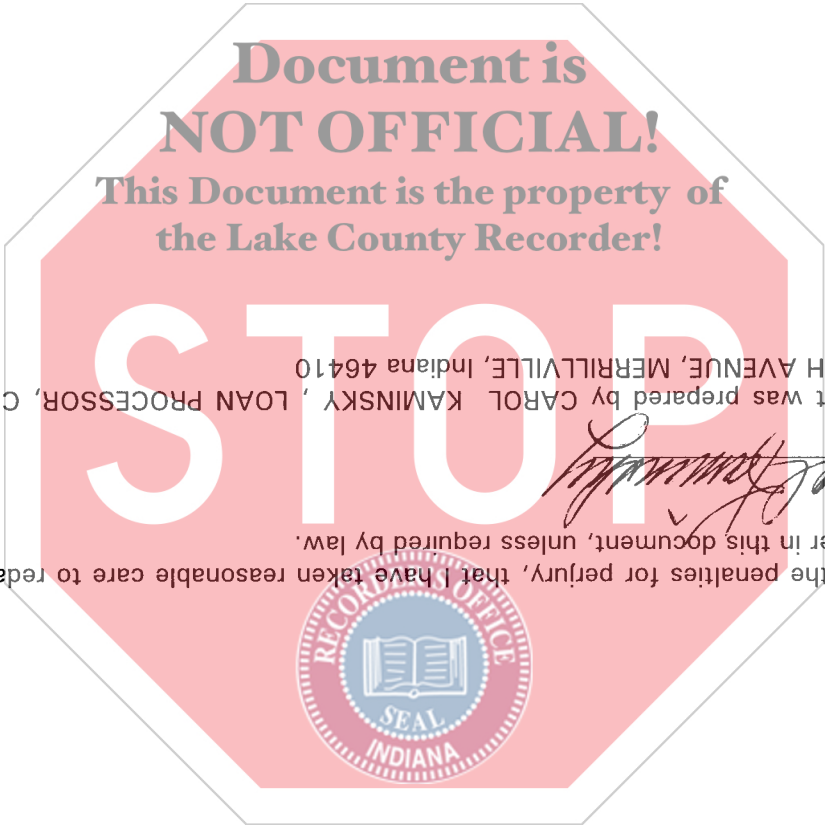 Document is
NOT OFFICIAL!
This Document is the property of
the Lake County Recorder!
STOP
the penalties for perjury, that I have taken reasonable care to redac
er in this document, unless required by law.
t was prepared by CAROL KAMINSKY , LOAN PROCESSOR, C
H AVENUE, MERRILLVILLE, Indiana 46410
RECORDER'S OFFICE
SEAL
INDIANA